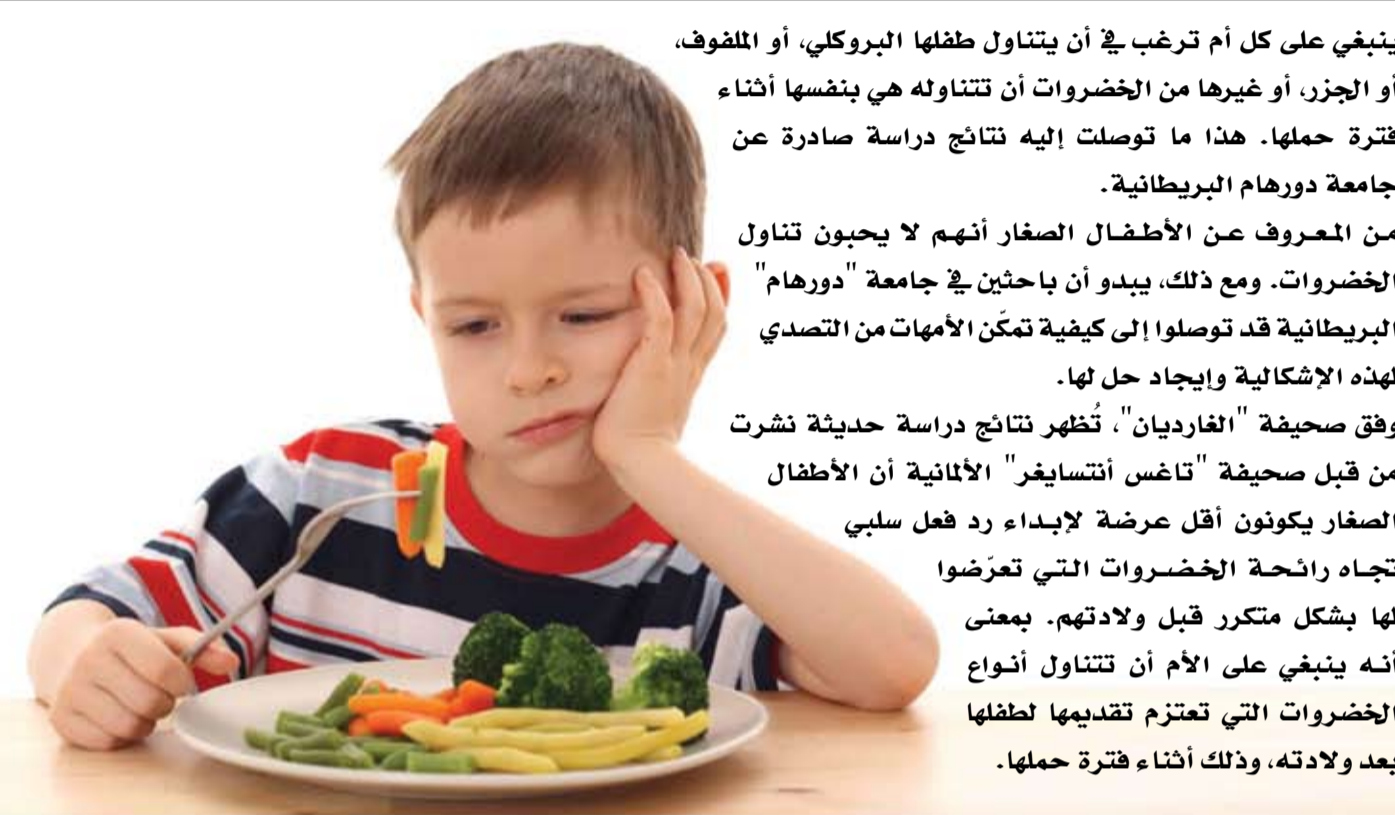 ينبغي على كل أم ترغب في أن يتناول طفلها البروكلي، أو الملفوف،
أو الجزر، أو غيرها من الخضروات أن تتناوله هي بنفسها أثناء
فترة حملها. هذا ما توصلت إليه نتائج دراسة صادرة عن
جامعة دورهام البريطانية.
من المعروف عن الأطفال الصغار أنهم لا يحبون تناول
الخضروات. ومع ذلك، يبدو أن باحثين في جامعة "دورهام"
البريطانية قد توصلوا إلى كيفية تمكّن الأمهات من التصدي
لهذه الإشكالية وإيجاد حل لها.
وفق صحيفة "الغارديان"، تُظهر نتائج دراسة حديثة نشرت
من قبل صحيفة "تاغس أنتسايغر" الألمانية أن الأطفال
الصغار يكونون أقل عرضة لإبداء رد فعل سلبي
تجاه رائحة الخضروات التي تعرّضوا
لها بشكل متكرر قبل ولادتهم. بمعنى
أنه ينبغي على الأم أن تتناول أنواع
الخضروات التي تعتزم تقديمها لطفلها
بعد ولادته، وذلك أثناء فترة حملها.